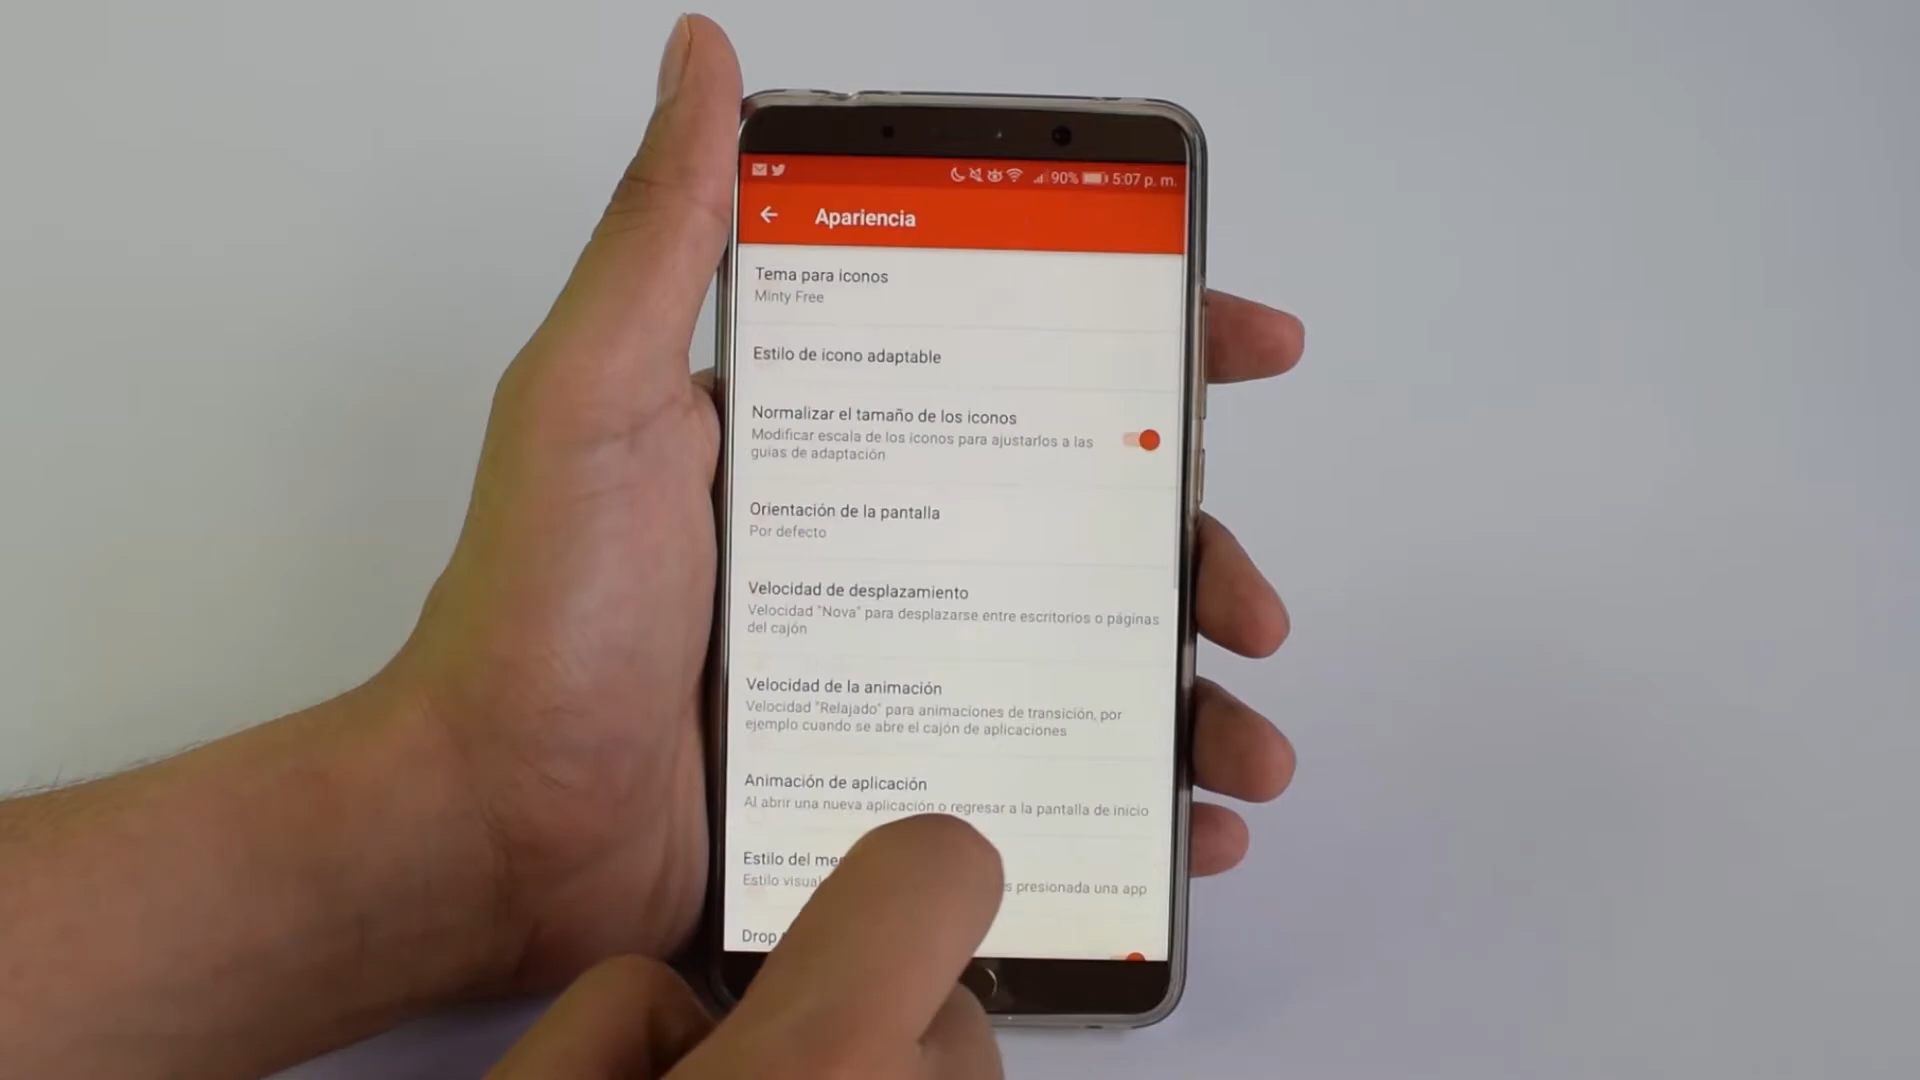 90% 5:07 p. m.
Apariencia
Tema para iconos
Minty Free
Estilo de icono adaptable
Normalizar el tamaño de los iconos
Modificar escala de los iconos para ajustarlos a las
guías de adaptación
Orientación de la pantalla
Por defecto
Velocidad de desplazamiento
Velocidad "Nova" para desplazarse entre escritorios o páginas
del cajón
Velocidad de la animación
Velocidad "Relajado" para animaciones de transición, por
ejemplo cuando se abre el cajón de aplicaciones
Animación de aplicación
Al abrir una nueva aplicación o regresar a la pantalla de inicio
Estilo del
Estilo visual presionada una app
Drop